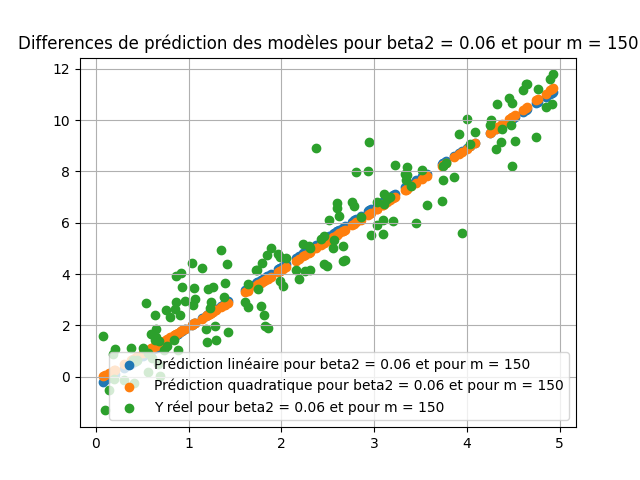 Differences de prédiction des modèles pour beta2 = 0.06 et pour m = 150
12
10
8
6
4
2
0
Prédiction linéaire pour beta2 = 0.06 et pour m = 150
Prédiction quadratique pour beta2 = 0.06 et pour m = 150
Y réel pour beta2 = 0.06 et pour m = 150
0 1 2 3 4 5